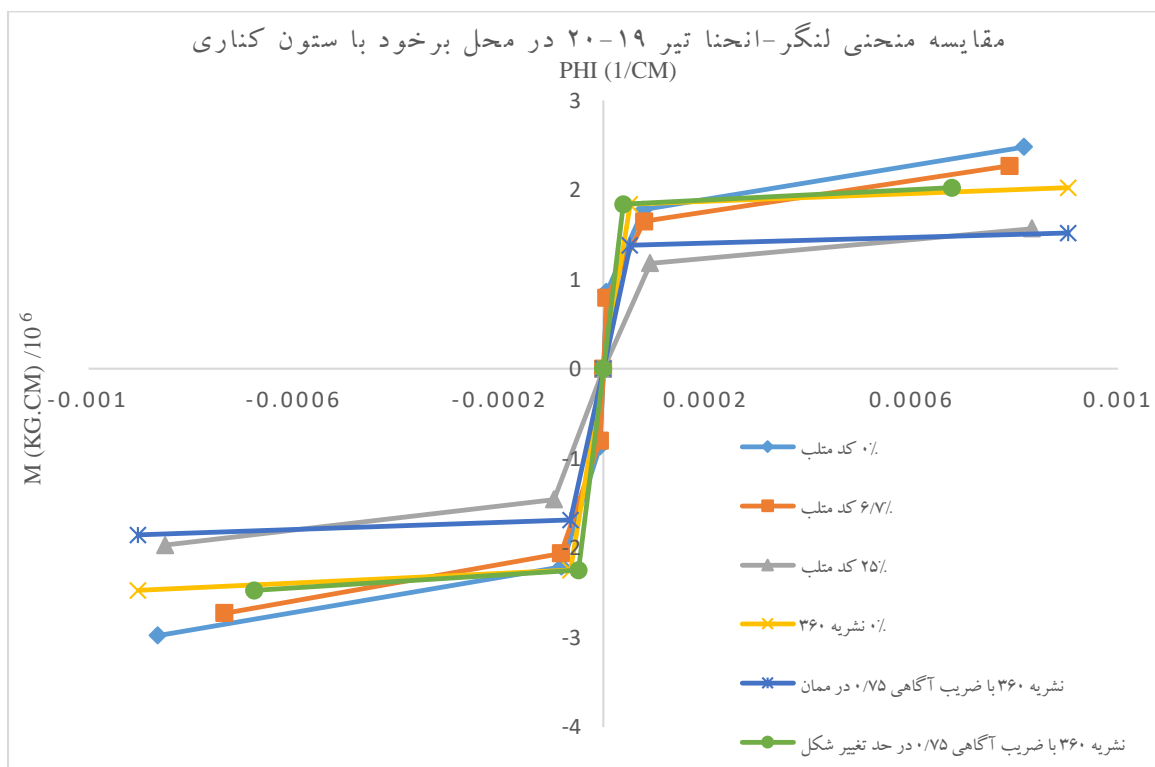 مقایسه منحنی لنگر-انحنا تیر ۱۹-۲۰ در محل برخود با ستون کناری
PHI (1/CM)
M (KG.CM) /10^6
3
2
1
0
-1
-2
-3
-4
-0.001
-0.0006
-0.0002
0.0002
0.0006
0.001
۰٪ کد متلب
۶/۷٪ کد متلب
۲۵٪ کد متلب
۰٪ نشریه ۳۶۰
نشریه ۳۶۰ با ضریب آگاهی ۰/۷۵ در ممان
نشریه ۳۶۰ با ضریب آگاهی ۰/۷۵ در حد تغییر شکل